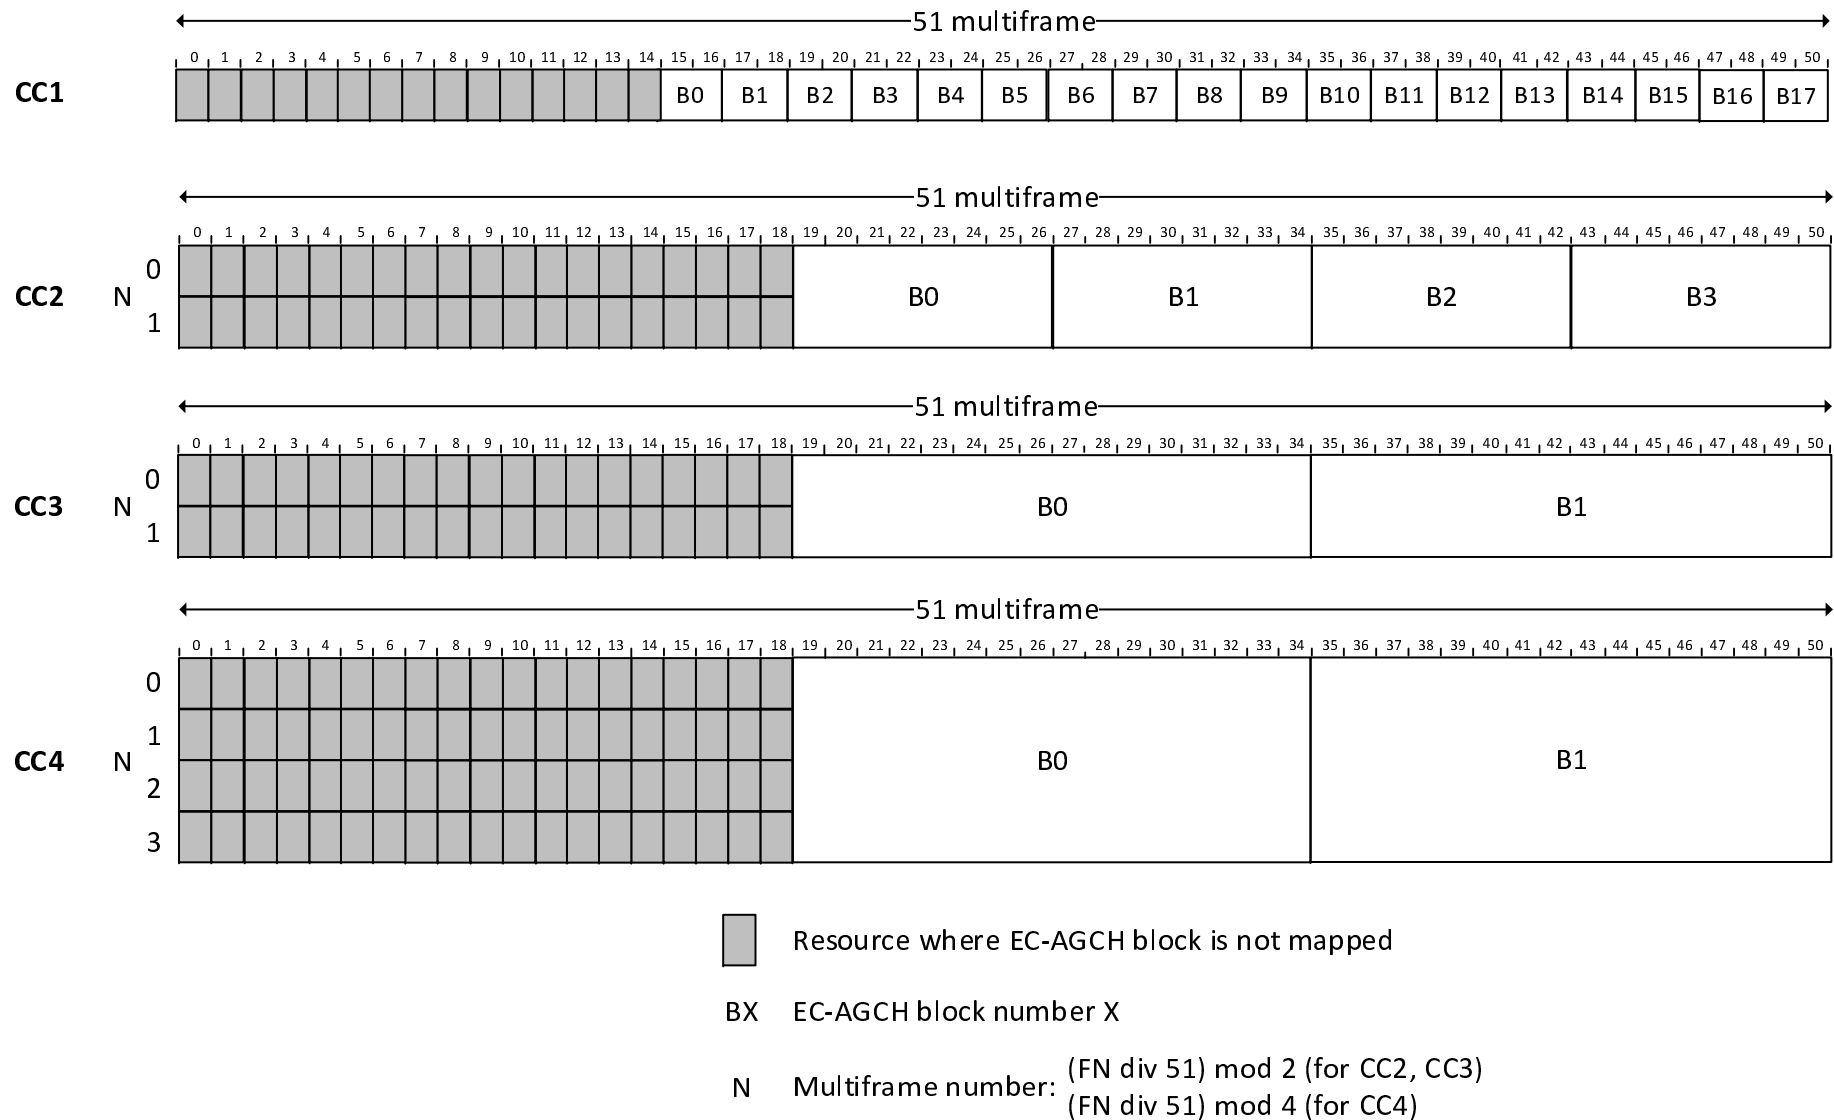 51 multiframe
0 1 2 3 4 5 6 7 8 9 10 11 12 13 14 15 16 17 18 19 20 21 22 23 24 25 26 27 28 29 30 31 32 33 34 35 36 37 38 39 40 41 42 43 44 45 46 47 48 49 50
CC1 B0 B1 B2 B3 B4 B5 B6 B7 B8 B9 B10 B11 B12 B13 B14 B15 B16 B17
51 multiframe
0 1 2 3 4 5 6 7 8 9 10 11 12 13 14 15 16 17 18 19 20 21 22 23 24 25 26 27 28 29 30 31 32 33 34 35 36 37 38 39 40 41 42 43 44 45 46 47 48 49 50
0
CC2 N B0 B1 B2 B3
1
51 multiframe
0 1 2 3 4 5 6 7 8 9 10 11 12 13 14 15 16 17 18 19 20 21 22 23 24 25 26 27 28 29 30 31 32 33 34 35 36 37 38 39 40 41 42 43 44 45 46 47 48 49 50
0
CC3 N B0 B1
1
51 multiframe
0 1 2 3 4 5 6 7 8 9 10 11 12 13 14 15 16 17 18 19 20 21 22 23 24 25 26 27 28 29 30 31 32 33 34 35 36 37 38 39 40 41 42 43 44 45 46 47 48 49 50
0
1
CC4 N B0 B1
2
3
Resource where EC-AGCH block is not mapped
BX EC-AGCH block number X
N Multiframe number: (FN div 51) mod 2 (for CC2, CC3)
(FN div 51) mod 4 (for CC4)